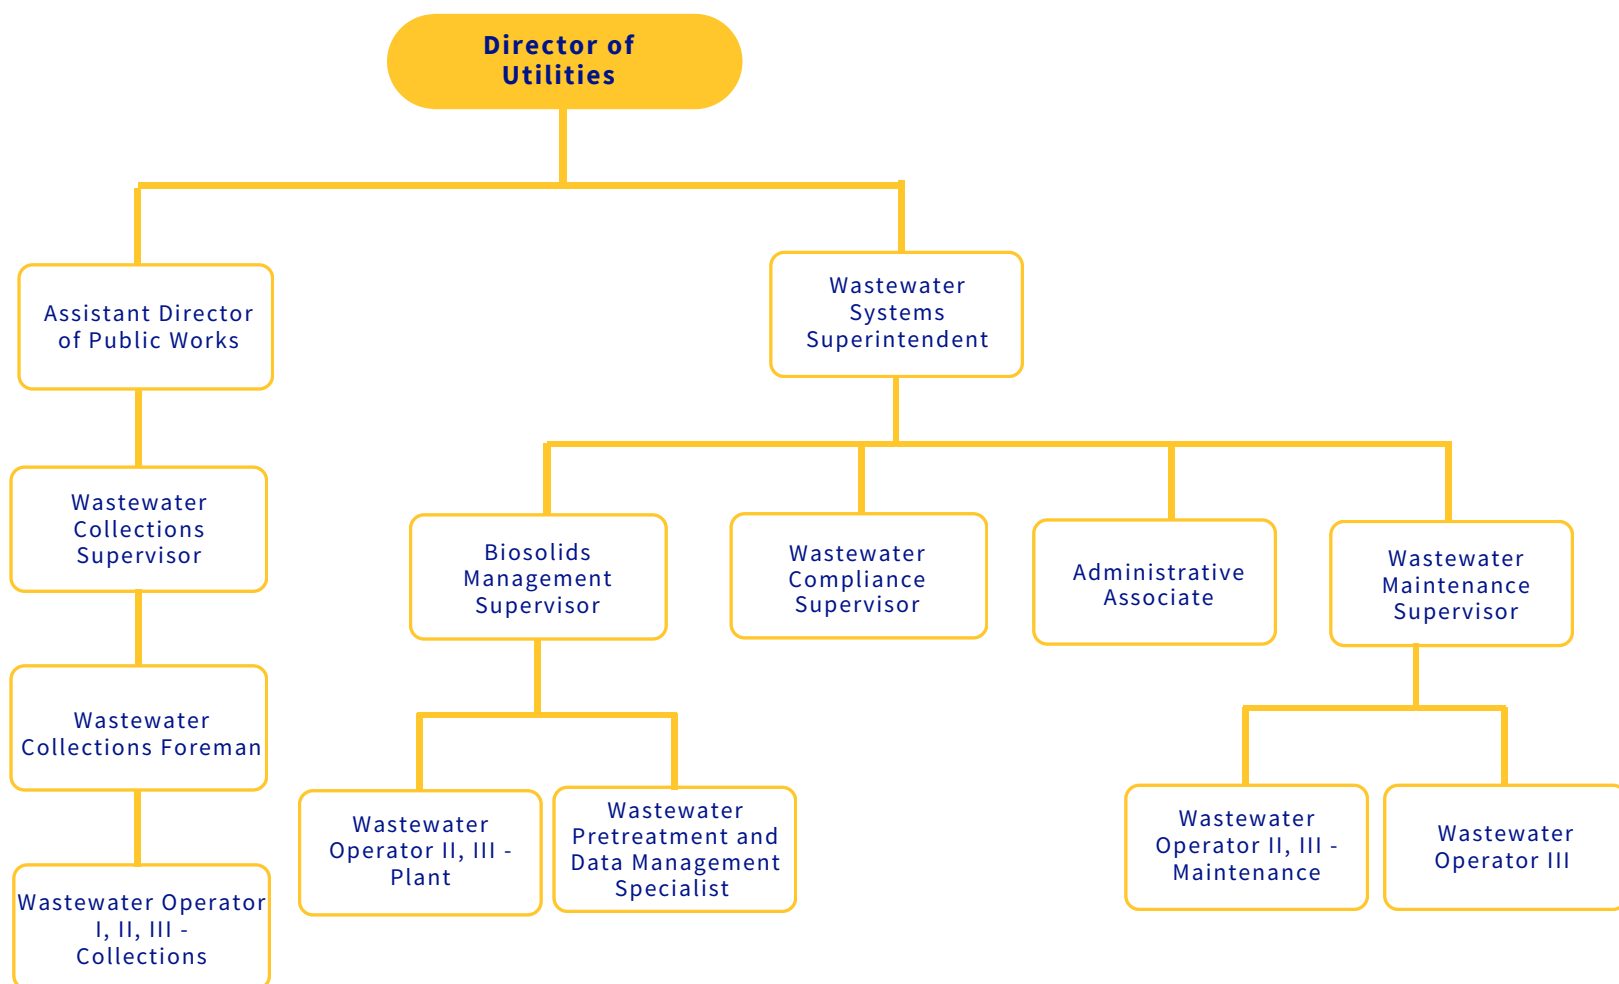 Director of
Utilities
Assistant Director
of Public Works
Wastewater
Systems
Superintendent
Wastewater
Collections
Supervisor
Biosolids
Management
Supervisor
Wastewater
Compliance
Supervisor
Administrative
Associate
Wastewater
Maintenance
Supervisor
Wastewater
Collections Foreman
Wastewater
Operator II, III -
Plant
Wastewater
Pretreatment and
Data Management
Specialist
Wastewater
Operator II, III -
Maintenance
Wastewater
Operator III
Wastewater Operator
I, II, III -
Collections